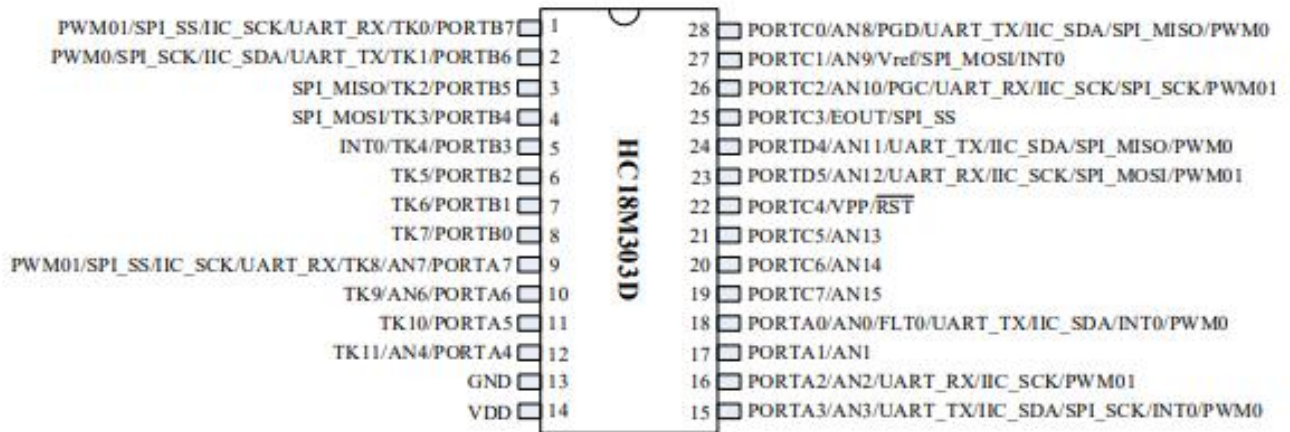 PWM01/SPI_SS/IIC_SCK/UART_RX/TK0/PORTB7 1
PWM0/SPI_SCK/IIC_SDA/UART_TX/TK1/PORTB6 2
SPI_MISO/TK2/PORTB5 3
SPI_MOSI/TK3/PORTB4 4
INT0/TK4/PORTB3 5
TK5/PORTB2 6
TK6/PORTB1 7
TK7/PORTB0 8
PWM01/SPI_SS/IIC_SCK/UART_RX/TK8/AN7/PORTA7 9
TK9/AN6/PORTA6 10
TK10/PORTA5 11
TK11/AN4/PORTA4 12
GND 13
VDD 14
HC18M303D
28 PORTC0/AN8/PGD/UART_TX/IIC_SDA/SPI_MISO/PWM0
27 PORTC1/AN9/Vref/SPI_MOSI/INT0
26 PORTC2/AN10/PGC/UART_RX/IIC_SCK/SPI_SCK/PWM01
25 PORTC3/EOUT/SPI_SS
24 PORTD4/AN11/UART_TX/IIC_SDA/SPI_MISO/PWM0
23 PORTD5/AN12/UART_RX/IIC_SCK/SPI_MOSI/PWM01
22 PORTC4/VPP/RST
21 PORTC5/AN13
20 PORTC6/AN14
19 PORTC7/AN15
18 PORTA0/AN0/FLT0/UART_TX/IIC_SDA/INT0/PWM0
17 PORTA1/AN1
16 PORTA2/AN2/UART_RX/IIC_SCK/PWM01
15 PORTA3/AN3/UART_TX/IIC_SDA/SPI_SCK/INT0/PWM0